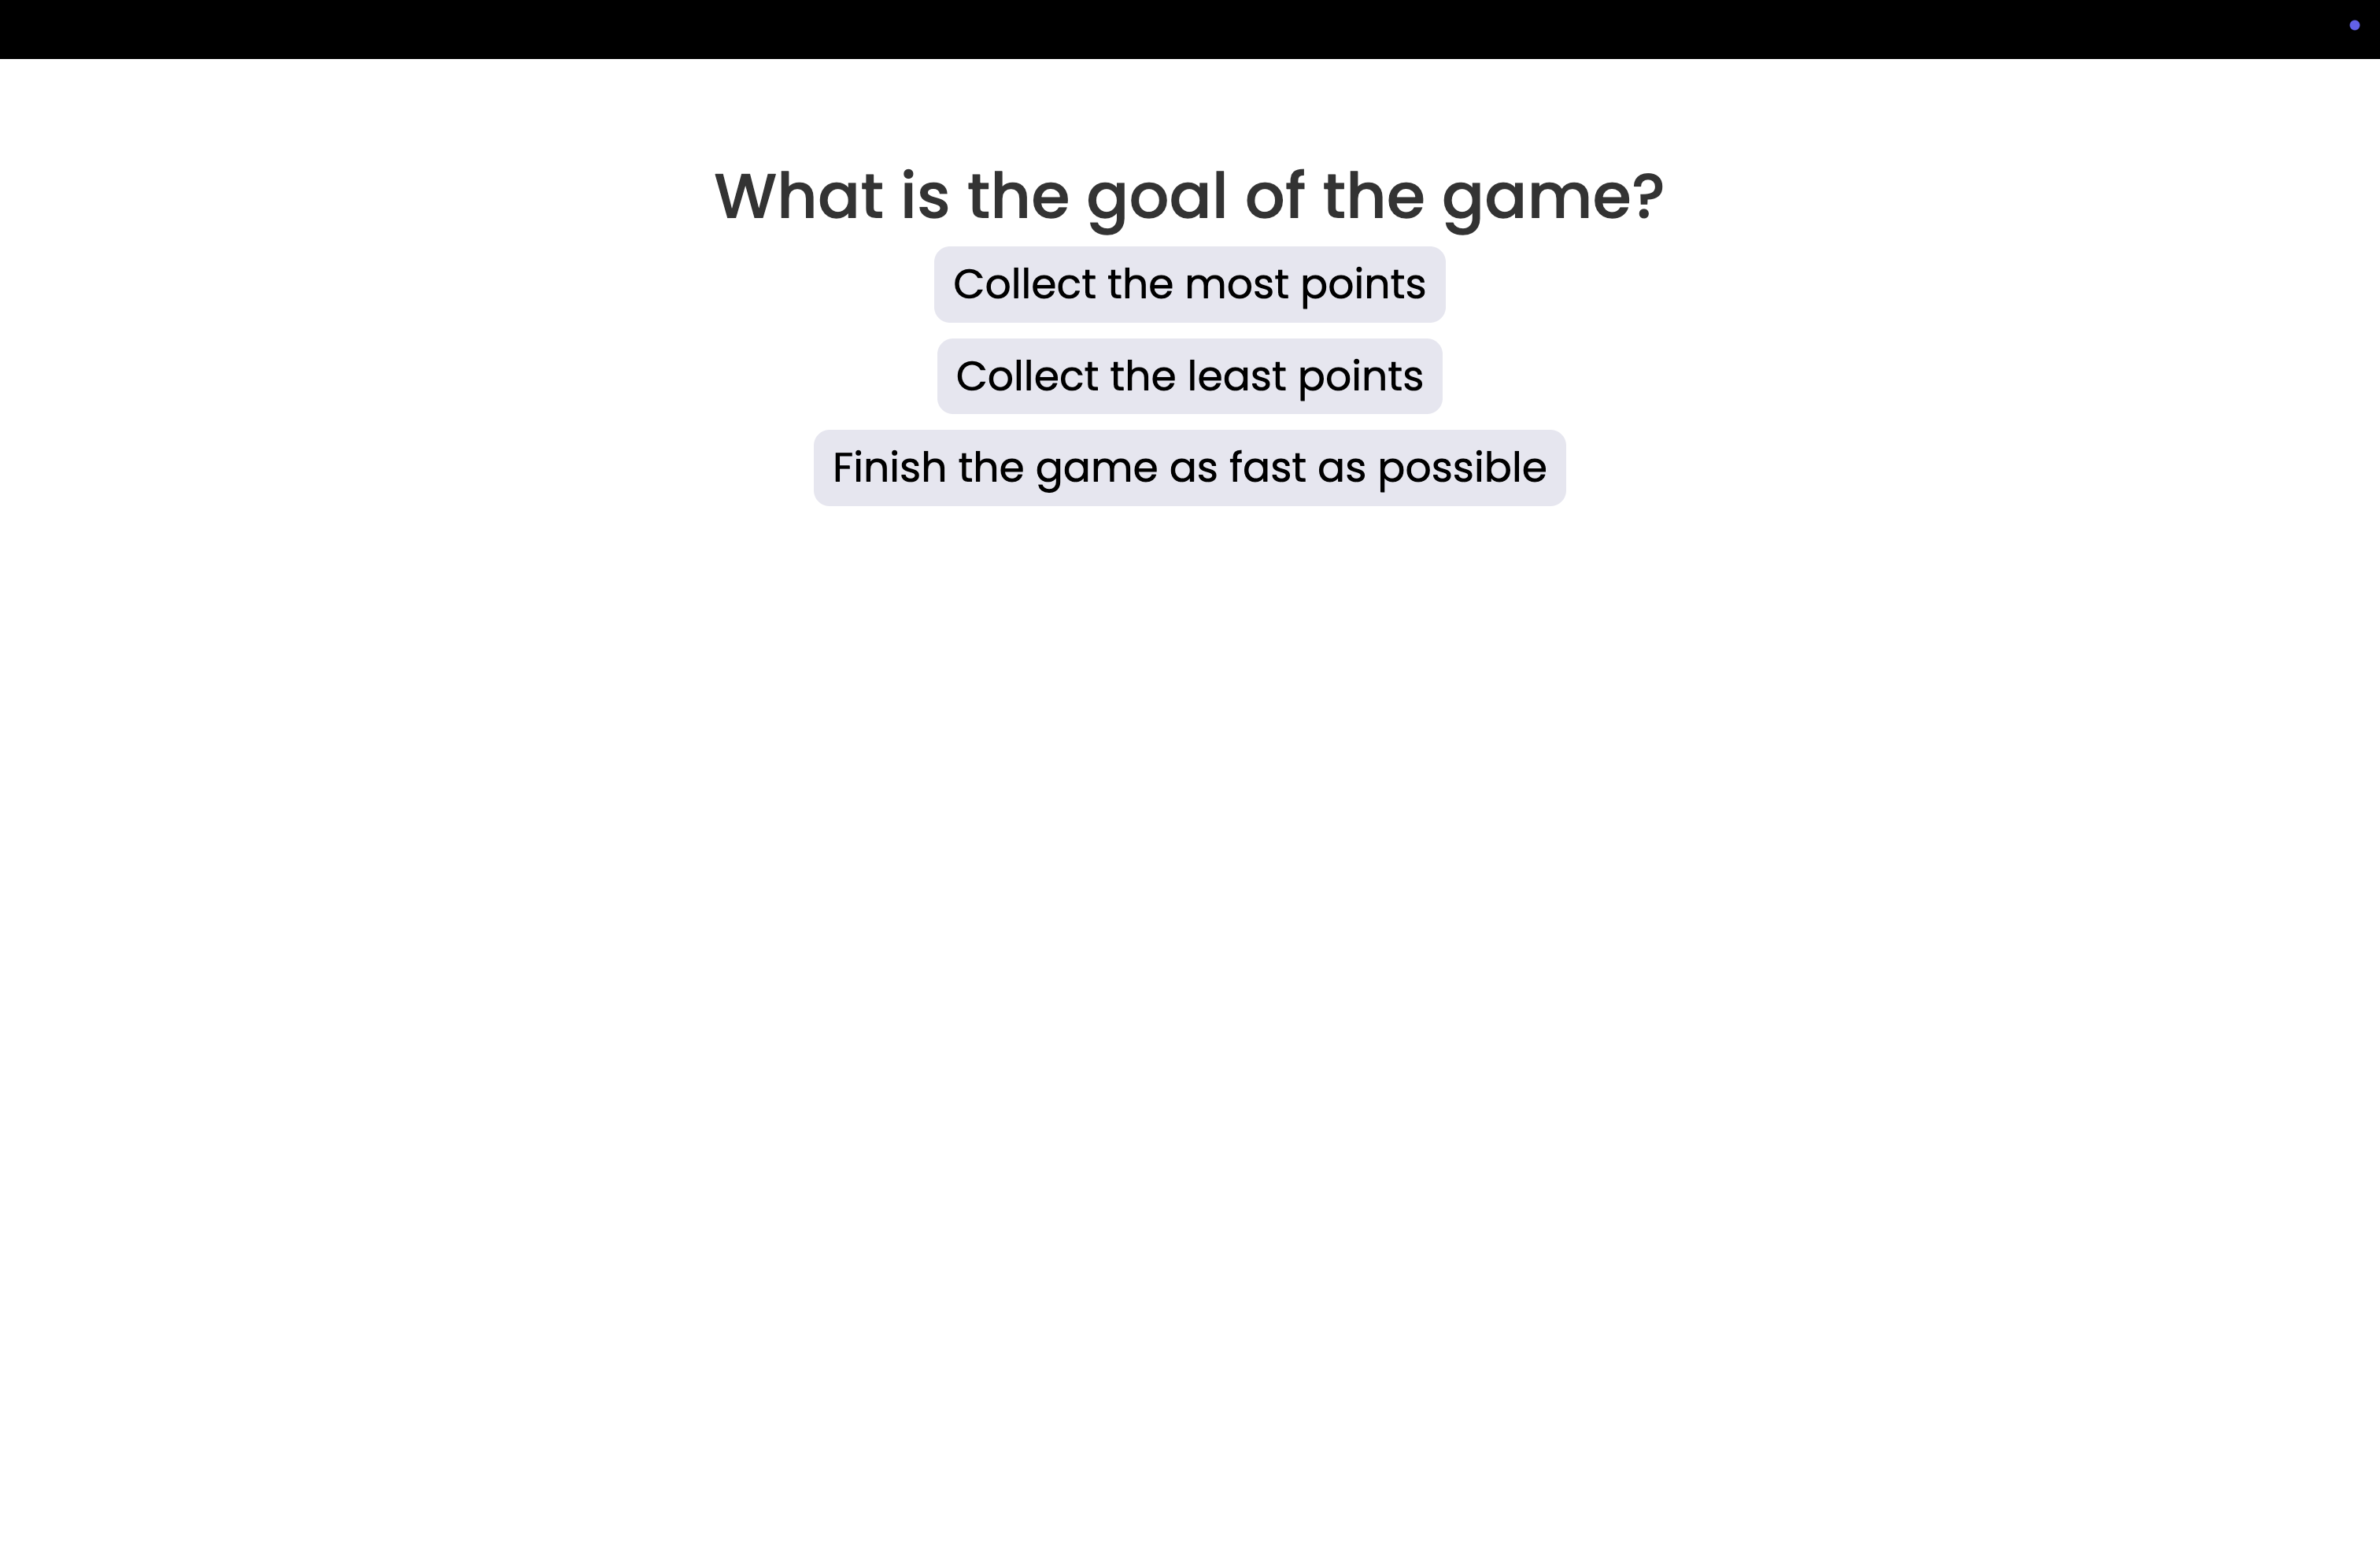 What is the goal of the game?
Collect the most points
Collect the least points
Finish the game as fast as possible